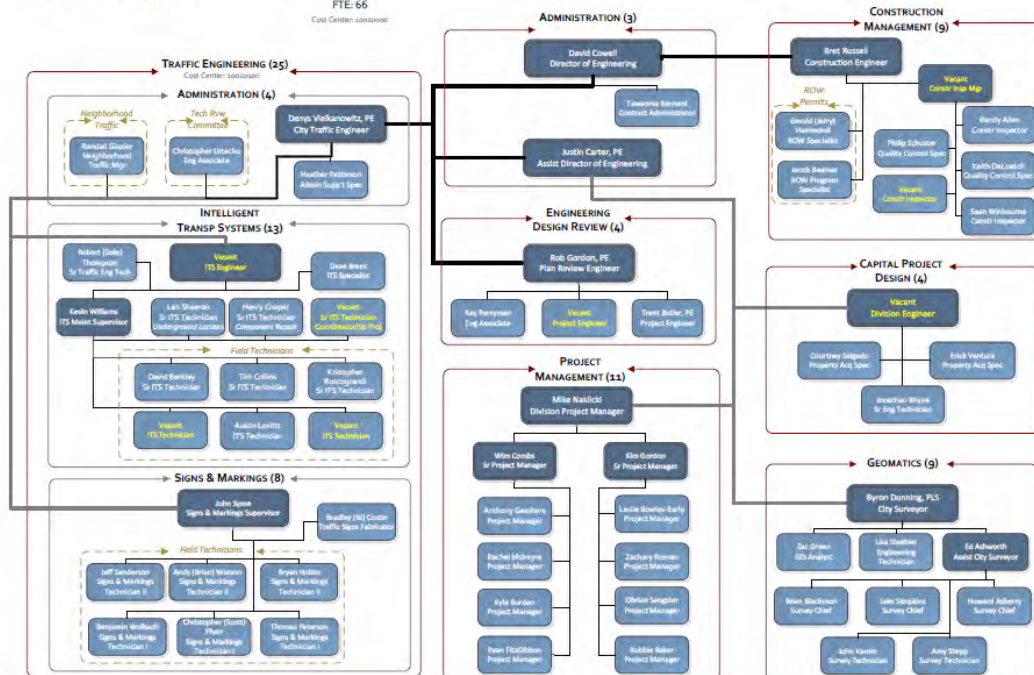 FTE: 66
Cost Center: 10020000
TRAFFIC ENGINEERING (25)
Cost Center: 10020100
ADMINISTRATION (4)
Neighborhood
Traffic
Randall Glasier
Neighborhood
Traffic Mgr
Tech Rvw
Committee
Christopher
Eng Associate
Denys Vielkanowitz, PE
City Traffic Engineer
Heather Patterson
Admin Supp't Spec
INTELLIGENT
TRANSP SYSTEMS (13)
Robert (Dale)
Thompson
Sr Traffic Eng Tech
Vacant
ITS Engineer
Dave Brent
ITS Specialist
Kevin Williams
ITS Maint Supervisor
Sr ITS Technician
Underground Locates
Henry Cooper
Sr ITS Technician
Component Repair
Vacant
Sr ITS Technician
Coordinator/Sp Proj
Field Technicians
David Bentley
Sr ITS Technician
Tim Collins
Sr ITS Technician
Kristopher
Sr ITS Technician
Vacant
ITS Technician
Austin Lovitts
ITS Technician
Vacant
ITS Technician
SIGNS & MARKINGS (8)
John Syme
Signs & Markings Supervisor
Bradley Coster
Traffic Signs Fabricator
Field Technicians
Jeff Sanderson
Signs & Markings
Technician II
Andy (Brian) Watson
Signs & Markings
Technician II
Bryan Hobbs
Signs & Markings
Technician II
Benjamin Wolbach
Signs & Markings
Technician I
Christopher (Scott)
Pharr
Signs & Markings
Technician I
Thomas Peterson
Signs & Markings
Technician I
ADMINISTRATION (3)
David Cowell
Director of Engineering
Tawannia Bernard
Contract Administrator
Justin Carter, PE
Assist Director of Engineering
ENGINEERING
DESIGN REVIEW (4)
Rob Gordon, PE
Plan Review Engineer
Ray Perryman
Eng Associate
Vacant
Project Engineer
Trent Butler, PE
Project Engineer
PROJECT
MANAGEMENT (11)
Mike Naklicki
Division Project Manager
Wim Combs
Sr Project Manager
Kim Gordon
Sr Project Manager
Anthony Geathers
Project Manager
Leslie Bowles-Early
Project Manager
Rachel McIntyre
Project Manager
Zachary Roman
Project Manager
Kyle Burden
Project Manager
Sangster
Project Manager
Ryan FitzGibbon
Project Manager
Robbie Baker
Project Manager
CONSTRUCTION
MANAGEMENT (9)
Bret Russell
Construction Engineer
ROW
Permits
Gerold (Jerry)
Hammond
ROW Specialist
Jacob Beamer
ROW Program
Specialist
Vacant
Constr Insp Mgr
Philip Schuster
Quality Control Spec
Vacant
Constr Inspector
Randy Allen
Constr Inspector
Keith DeLoatch
Quality Control Spec
Sean Winbourne
Constr Inspector
CAPITAL PROJECT
DESIGN (4)
Vacant
Division Engineer
Courtney Salgado
Property Acq Spec
Erick Ventura
Property Acq Spec
Jonathan Rhyne
Sr Eng Technician
GEOMATICS (9)
Byron Dunning, PLS
City Surveyor
Zac Green
GIS Analyst
Lisa Staebler
Engineering
Technician
Ed Ashworth
Assist City Surveyor
Brian Blackmon
Survey Chief
Jake Simpkins
Survey Chief
Howard Asberry
Survey Chief
John Karnes
Survey Technician
Amy Stepp
Survey Technician